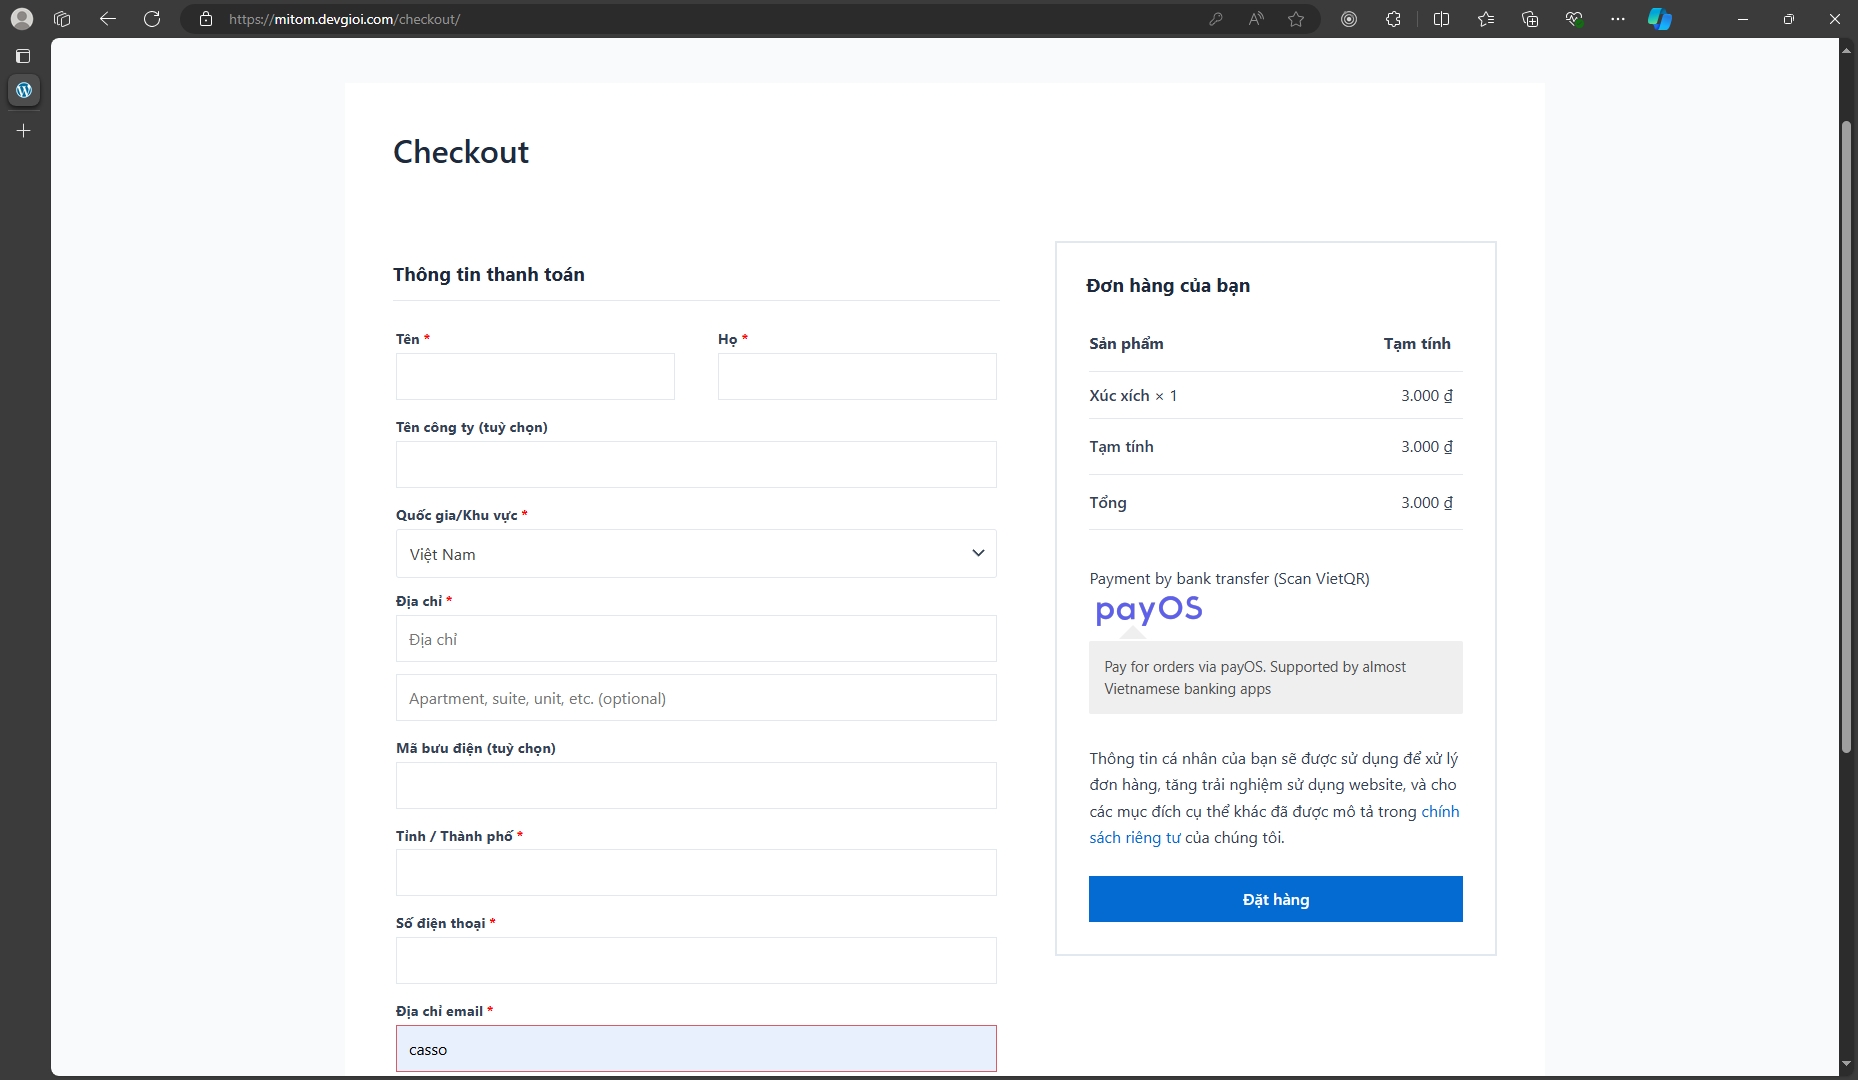 https://mitom.devgioi.com/checkout/
Checkout
Thông tin thanh toán
Tên *
Họ *
Tên công ty (tuỳ chọn)
Quốc gia/Khu vực *
Việt Nam
Địa chỉ *
Địa chỉ
Apartment, suite, unit, etc. (optional)
Mã bưu điện (tuỳ chọn)
Tỉnh / Thành phố *
Số điện thoại *
Địa chỉ email *
casso
Đơn hàng của bạn
Sản phẩm Tạm tính
Xúc xích × 1 3.000 ₫
Tạm tính 3.000 ₫
Tổng 3.000 ₫
Payment by bank transfer (Scan VietQR)
payOS
Pay for orders via payOS. Supported by almost
Vietnamese banking apps
Thông tin cá nhân của bạn sẽ được sử dụng để xử lý
đơn hàng, tăng trải nghiệm sử dụng website, và cho
các mục đích cụ thể khác đã được mô tả trong chính
sách riêng tư của chúng tôi.
Đặt hàng